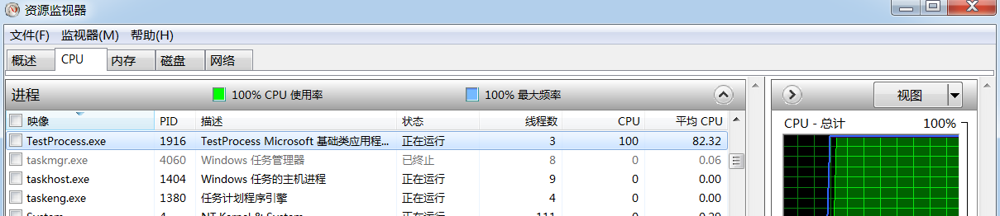 资源监视器
文件(F) 监视器(M) 帮助(H)
概述 CPU 内存 磁盘 网络
进程 100% CPU 使用率 100% 最大频率 视图
映像 PID 描述 状态 线程数 CPU 平均 CPU
CPU - 总计 100%
TestProcess.exe 1916 TestProcess Microsoft 基础类应用程... 正在运行 3 100 82.32
taskmgr.exe 4060 Windows 任务管理器 已终止 8 0 0.06
taskhost.exe 1404 Windows 任务的主机进程 正在运行 9 0 0.00
taskeng.exe 1380 任务计划程序引擎 正在运行 4 0 0.00
System 4 NT Kernel & System 正在运行 111 0 0.20